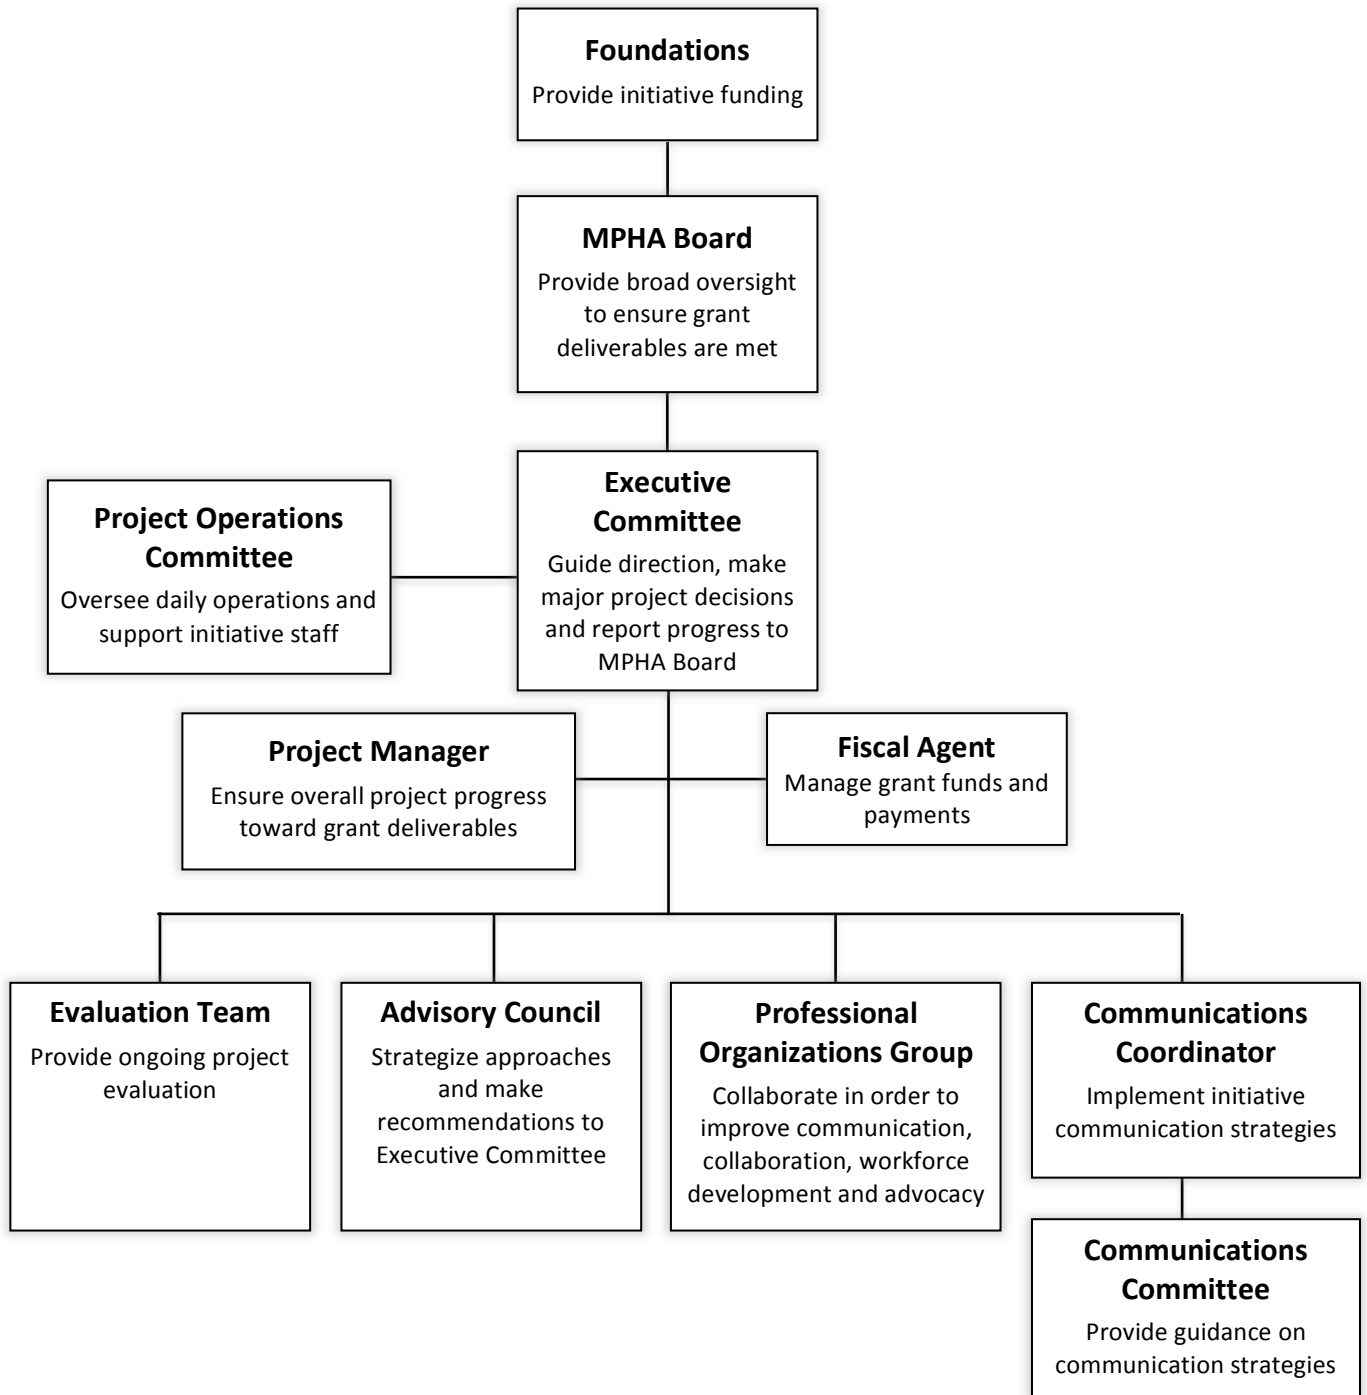 Foundations
Provide initiative funding
MPHA Board
Provide broad oversight
to ensure grant
deliverables are met
Executive
Committee
Guide direction, make
major project decisions
and report progress to
MPHA Board
Project Operations
Committee
Oversee daily operations and
support initiative staff
Project Manager
Ensure overall project progress
toward grant deliverables
Fiscal Agent
Manage grant funds and
payments
Evaluation Team
Provide ongoing project
evaluation
Advisory Council
Strategize approaches
and make
recommendations to
Executive Committee
Professional
Organizations Group
Collaborate in order to
improve communication,
collaboration, workforce
development and advocacy
Communications
Coordinator
Implement initiative
communication strategies
Communications
Committee
Provide guidance on
communication strategies